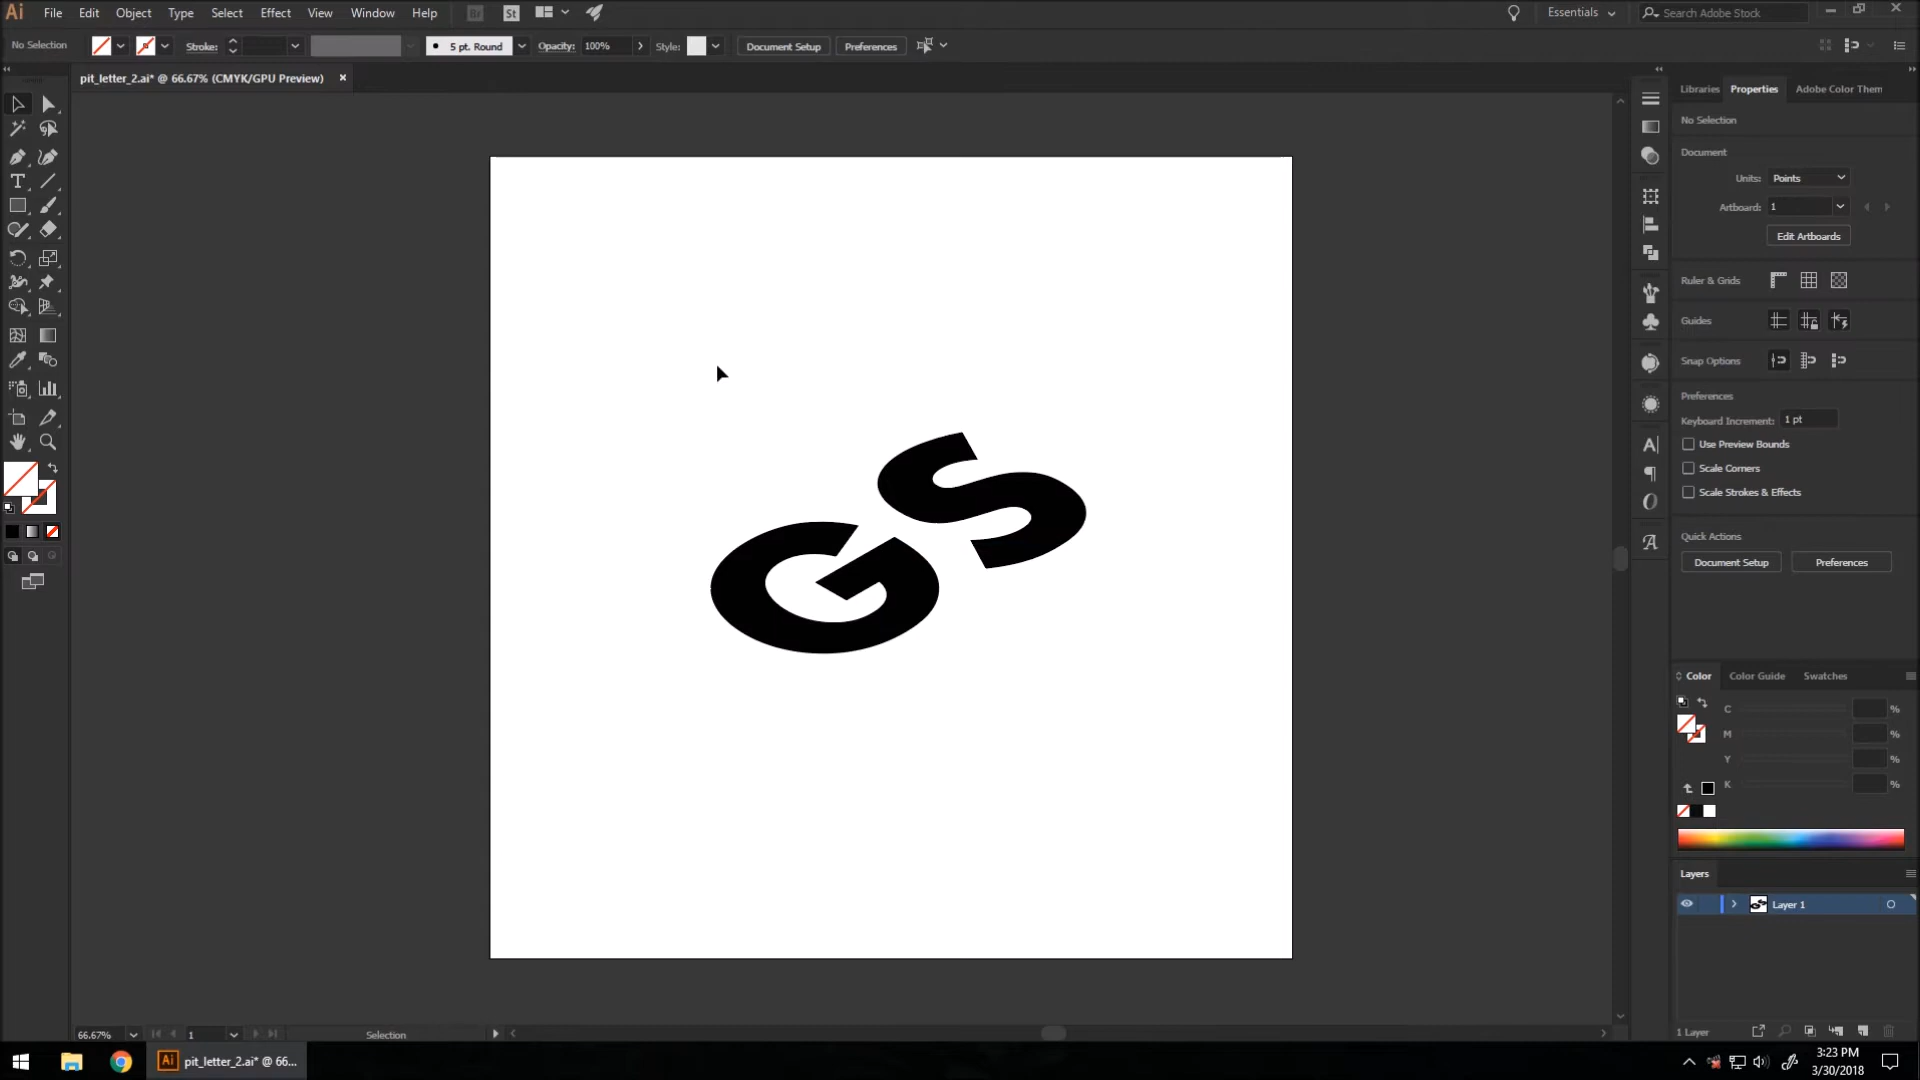 Ai File Edit Object Type Select Effect View Window Help Br St Essentials Search Adobe Stock
No Selection Stroke: 5 pt. Round Opacity: 100% Style: Document Setup Preferences
pit_letter_2.ai* @ 66.67% (CMYK/GPU Preview) ×
Libraries Properties Adobe Color Them
No Selection
Document
Units: Points
Artboard: 1
Edit Artboards
Ruler & Grids
Guides
Snap Options
Preferences
Keyboard Increment: 1 pt
Use Preview Bounds
Scale Corners
Scale Strokes & Effects
Quick Actions
Document Setup Preferences
GS
Color Color Guide Swatches
C %
M %
Y %
K %
Layers
Layer 1
1 Layer
66.67% 1 Selection
Ai pit_letter_2.ai* @ 66...
3:23 PM
3/30/2018